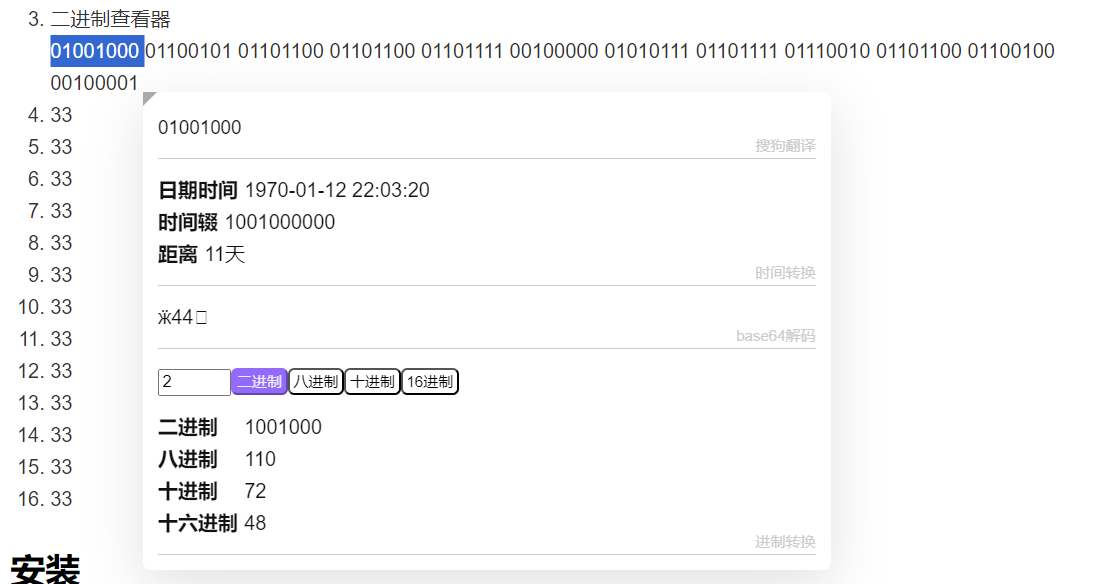 3. 二进制查看器
01001000 01100101 01101100 01101100 01101111 00100000 01010111 01101111 01110010 01101100 01100100
00100001
4. 33
5. 33
6. 33
7. 33
8. 33
9. 33
10. 33
11. 33
12. 33
13. 33
14. 33
15. 33
16. 33
01001000
搜狗翻译
日期时间 1970-01-12 22:03:20
时间辍 1001000000
距离 11天
时间转换
ӝ44
base64解码
2 二进制 八进制 十进制 16进制
二进制 1001000
八进制 110
十进制 72
十六进制 48
进制转换
安装